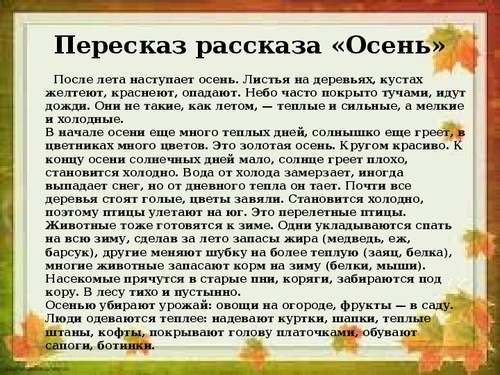 Пересказ рассказа «Осень»
После лета наступает осень. Листья на деревьях, кустах
желтеют, краснеют, опадают. Небо часто покрыто тучами, идут
дожди. Они не такие, как летом, — теплые и сильные, а мелкие
и холодные.
В начале осени еще много теплых дней, солнышко еще греет, в
цветниках много цветов. Это золотая осень. Кругом красиво. К
концу осени солнечных дней мало, солнце греет плохо,
становится холодно. Вода от холода замерзает, иногда
выпадает снег, но от дневного тепла он тает. Почти все
деревья стоят голые, цветы завяли. Становится холодно,
поэтому птицы улетают на юг. Это перелетные птицы.
Животные тоже готовятся к зиме. Одни укладываются спать
на всю зиму, сделав за лето запасы жира (медведь, еж,
барсук), другие меняют шубку на более теплую (заяц, белка),
многие животные запасают корм на зиму (белки, мыши).
Насекомые прячутся в старые пни, коряги, забираются под
кору. В лесу тихо и пустынно.
Осенью убирают урожай: овощи на огороде, фрукты — в саду.
Люди одеваются теплее: надевают куртки, шапки, теплые
штаны, кофты, покрывают голову платочками, обувают
сапоги, ботинки.